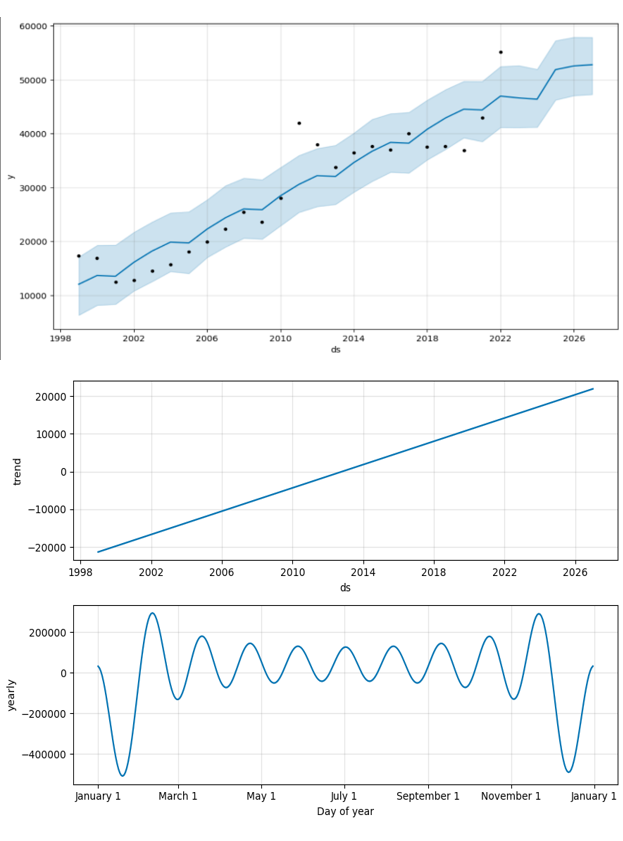 60000
50000
40000
30000
20000
10000
y
1998 2002 2006 2010 2014 2018 2022 2026
ds
20000
10000
0
−10000
−20000
trend
1998 2002 2006 2010 2014 2018 2022 2026
ds
200000
0
−200000
−400000
yearly
January 1 March 1 May 1 July 1 September 1 November 1 January 1
Day of year